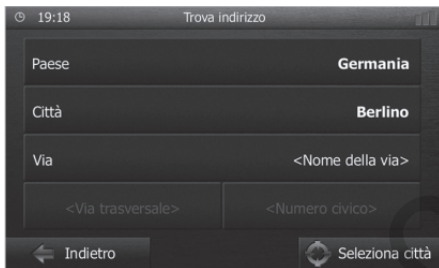 19:18 Trova indirizzo
Paese Germania
Città Berlino
Via <Nome della via>
<Via trasversale> <Numero civico>
Indietro Seleziona città